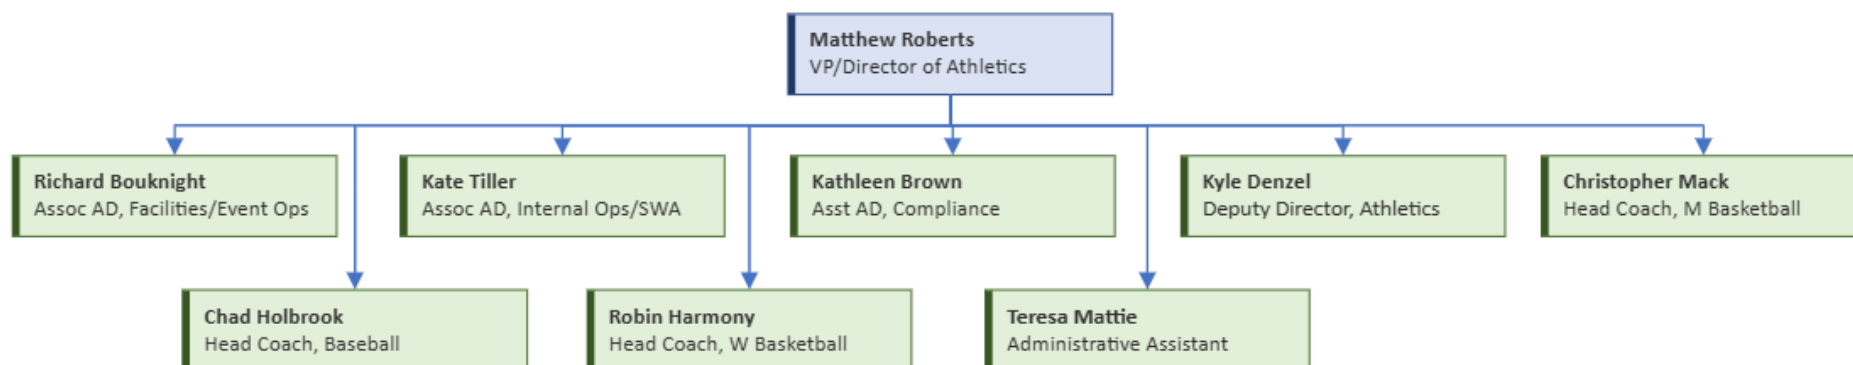 Matthew Roberts
VP/Director of Athletics
Richard Bouknight
Assoc AD, Facilities/Event Ops
Kate Tiller
Assoc AD, Internal Ops/SWA
Kathleen Brown
Asst AD, Compliance
Kyle Denzel
Deputy Director, Athletics
Christopher Mack
Head Coach, M Basketball
Chad Holbrook
Head Coach, Baseball
Robin Harmony
Head Coach, W Basketball
Teresa Mattie
Administrative Assistant